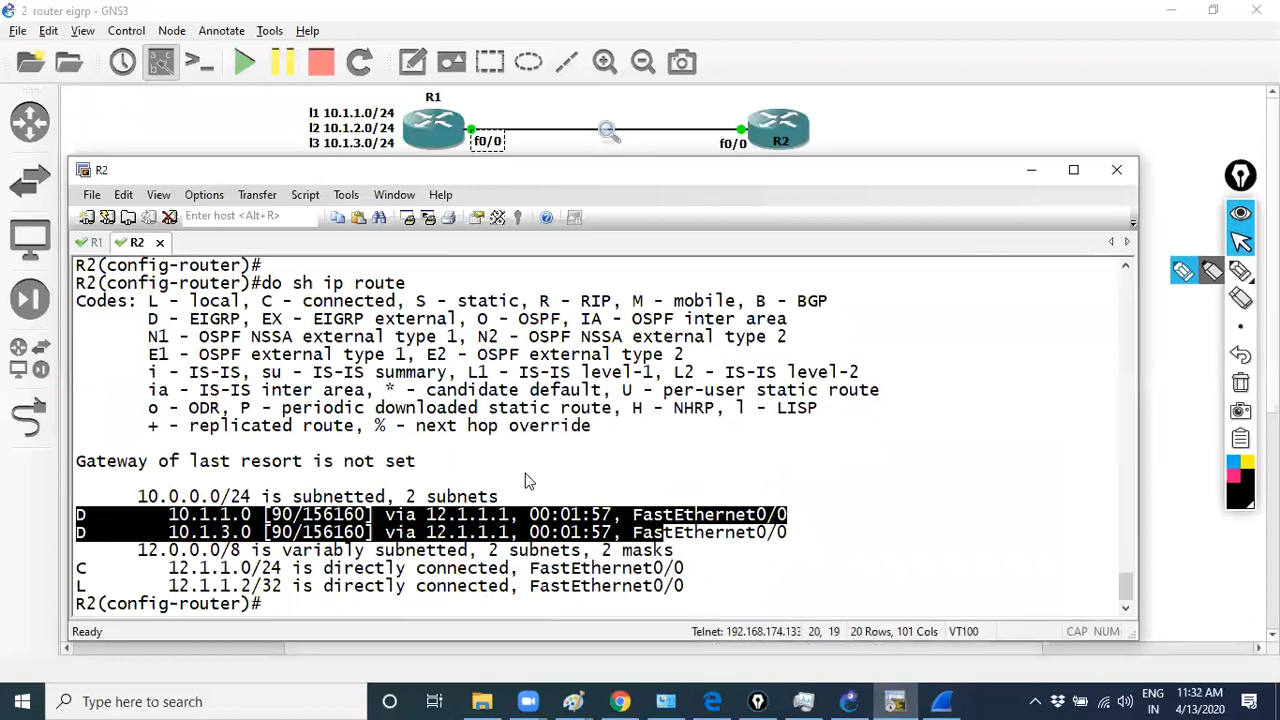 2 router eigrp - GNS3
File Edit View Control Node Annotate Tools Help
R1
l1 10.1.1.0/24
l2 10.1.2.0/24
l3 10.1.3.0/24
f0/0
f0/0
R2
R2
File Edit View Options Transfer Script Tools Window Help
Enter host <Alt+R>
R1 R2
R2(config-router)#
R2(config-router)#do sh ip route
Codes: L - local, C - connected, S - static, R - RIP, M - mobile, B - BGP
D - EIGRP, EX - EIGRP external, O - OSPF, IA - OSPF inter area
N1 - OSPF NSSA external type 1, N2 - OSPF NSSA external type 2
E1 - OSPF external type 1, E2 - OSPF external type 2
i - IS-IS, su - IS-IS summary, L1 - IS-IS level-1, L2 - IS-IS level-2
ia - IS-IS inter area, * - candidate default, U - per-user static route
o - ODR, P - periodic downloaded static route, H - NHRP, l - LISP
+ - replicated route, % - next hop override
Gateway of last resort is not set
10.0.0.0/24 is subnetted, 2 subnets
D 10.1.1.0 [90/156160] via 12.1.1.1, 00:01:57, FastEthernet0/0
D 10.1.3.0 [90/156160] via 12.1.1.1, 00:01:57, FastEthernet0/0
12.0.0.0/8 is variably subnetted, 2 subnets, 2 masks
C 12.1.1.0/24 is directly connected, FastEthernet0/0
L 12.1.1.2/32 is directly connected, FastEthernet0/0
R2(config-router)#
Ready Telnet: 192.168.174.133 20, 19 20 Rows, 101 Cols VT100 CAP NUM
Type here to search
ENG 11:32 AM
IN 4/13/2020